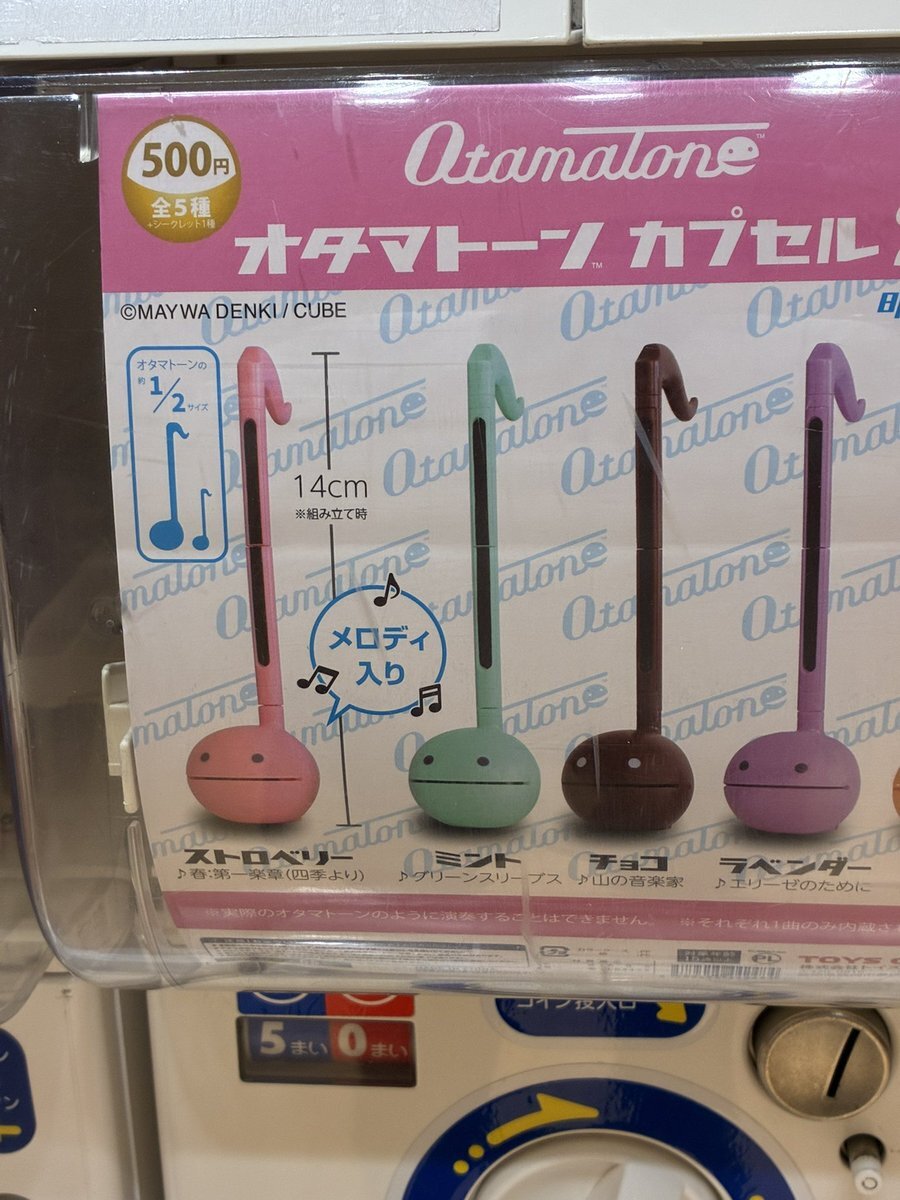 500円
全5種
+シークレット1種
Otamatone™
オタマトーン™ カプセル
©MAYWA DENKI / CUBE
オタマトーンの
約1/2サイズ
14cm
※組み立て時
メロディ
入り
ストロベリー
♪春:第一楽章(四季より)
ミント
♪グリーンスリーブス
チョコ
♪山の音楽家
ラベンダー
♪エリーゼのために
※実際のオタマトーンのように演奏することはできません。 ※それぞれ1曲のみ内蔵さ
PL
TOYS
5まい 0まい
コイン投入口